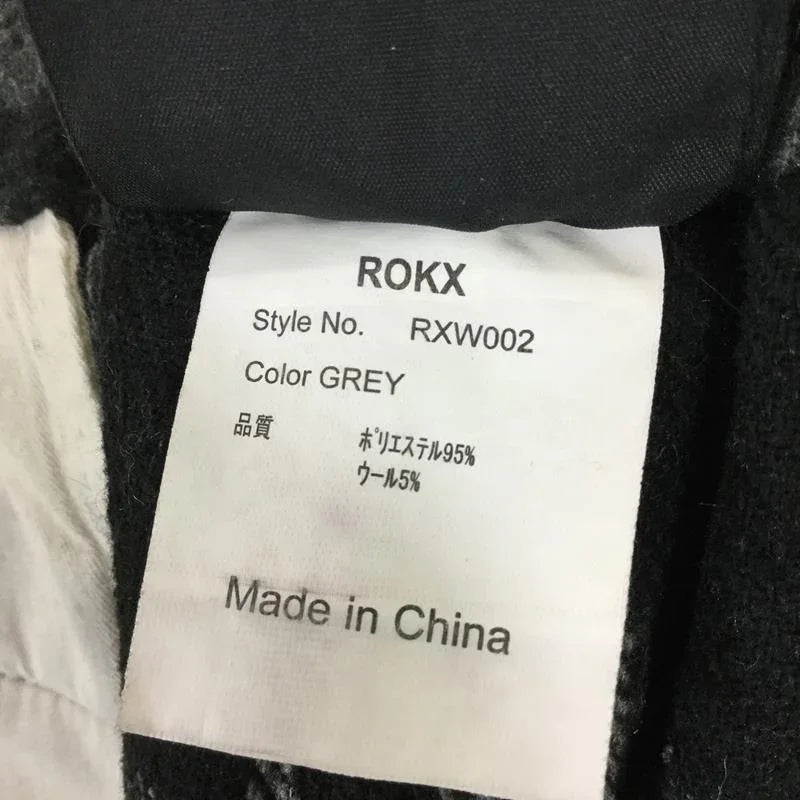 ROKX
Style No. RXW002
Color GREY
品質 ﾎﾟﾘｴｽﾃﾙ95%
ｳｰﾙ5%
Made in China